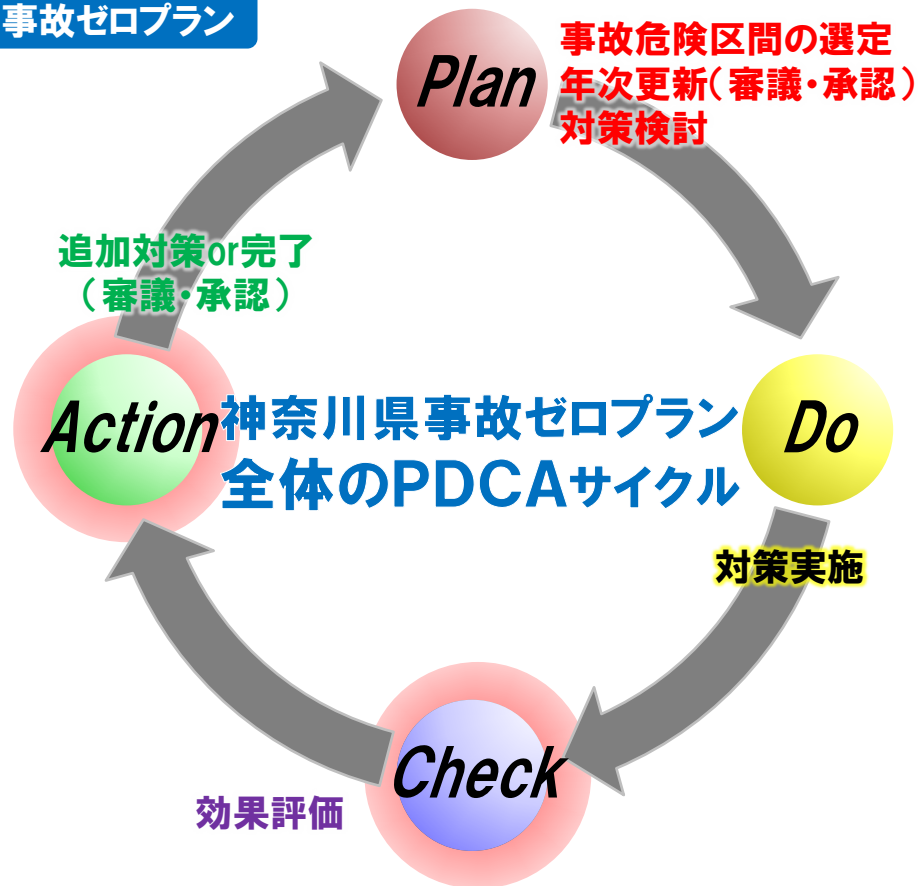 事故ゼロプラン
Plan
事故危険区間の選定
年次更新（審議・承認）
対策検討
追加対策or完了
（審議・承認）
Action
神奈川県事故ゼロプラン
全体のPDCAサイクル
Do
対策実施
Check
効果評価